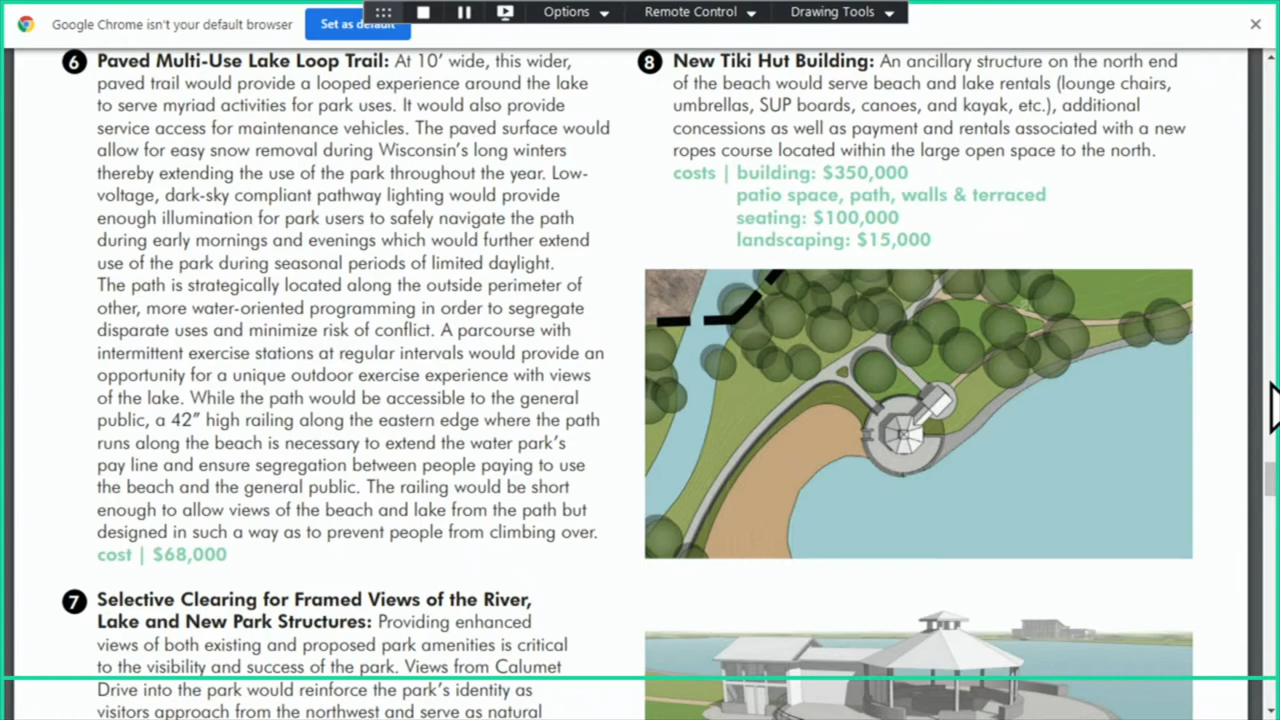 Google Chrome isn't your default browser
Set as default
Options
Remote Control
Drawing Tools
6 Paved Multi-Use Lake Loop Trail: At 10’ wide, this wider,
paved trail would provide a looped experience around the lake
to serve myriad activities for park uses. It would also provide
service access for maintenance vehicles. The paved surface would
allow for easy snow removal during Wisconsin’s long winters
thereby extending the use of the park throughout the year. Low-
voltage, dark-sky compliant pathway lighting would provide
enough illumination for park users to safely navigate the path
during early mornings and evenings which would further extend
use of the park during seasonal periods of limited daylight.
The path is strategically located along the outside perimeter of
other, more water-oriented programming in order to segregate
disparate uses and minimize risk of conflict. A parcourse with
intermittent exercise stations at regular intervals would provide an
opportunity for a unique outdoor exercise experience with views
of the lake. While the path would be accessible to the general
public, a 42” high railing along the eastern edge where the path
runs along the beach is necessary to extend the water park’s
pay line and ensure segregation between people paying to use
the beach and the general public. The railing would be short
enough to allow views of the beach and lake from the path but
designed in such a way as to prevent people from climbing over.
cost | $68,000
7 Selective Clearing for Framed Views of the River,
Lake and New Park Structures: Providing enhanced
views of both existing and proposed park amenities is critical
to the visibility and success of the park. Views from Calumet
Drive into the park would reinforce the park’s identity as
visitors approach from the northwest and serve as natural
8 New Tiki Hut Building: An ancillary structure on the north end
of the beach would serve beach and lake rentals (lounge chairs,
umbrellas, SUP boards, canoes, and kayak, etc.), additional
concessions as well as payment and rentals associated with a new
ropes course located within the large open space to the north.
costs | building: $350,000
patio space, path, walls & terraced
seating: $100,000
landscaping: $15,000